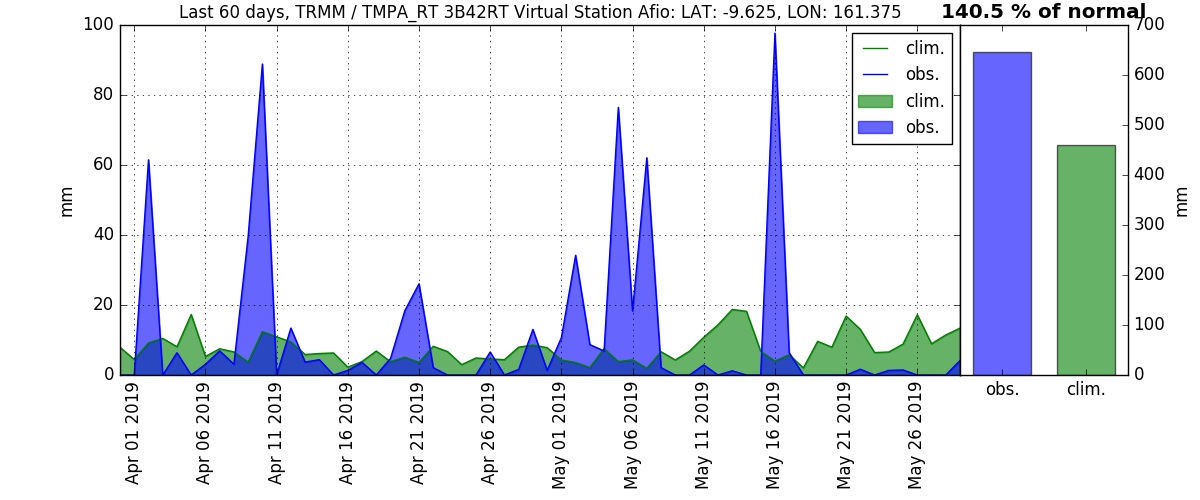 Last 60 days, TRMM / TMPA_RT 3B42RT Virtual Station Afio: LAT: -9.625, LON: 161.375
140.5 % of normal
100
80
60
40
20
0
mm
clim.
obs.
clim.
obs.
Apr 01 2019
Apr 06 2019
Apr 11 2019
Apr 16 2019
Apr 21 2019
Apr 26 2019
May 01 2019
May 06 2019
May 11 2019
May 16 2019
May 21 2019
May 26 2019
700
600
500
400
300
200
100
0
mm
obs.
clim.